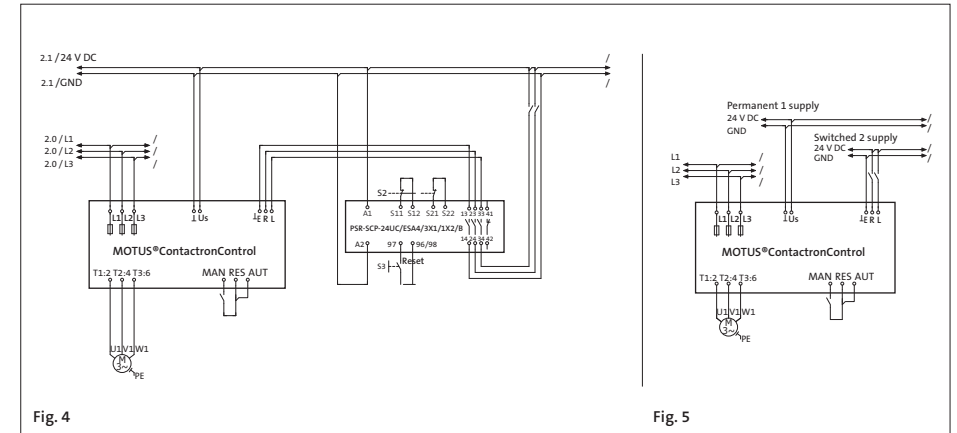 2.1 / 24 V DC
2.1 /GND
2.0 / L1
2.0 / L2
2.0 / L3
L1 L2 L3
⊥ Us
⊥E R L
MOTUS®ContactronControl
T1:2 T2:4 T3:6
MAN RES AUT
U1 V1 W1
M
3~
PE
S2
A1 S11 S12 S21 S22 13 23 33 41
PSR-SCP-24UC/ESA4/3X1/1X2/B
A2 97 96/98 14 24 34 42
S3
Reset
Fig. 4
Permanent 1 supply
24 V DC
GND
Switched 2 supply
24 V DC
GND
L1
L2
L3
L1 L2 L3
⊥Us
⊥E R L
MOTUS®ContactronControl
T1:2 T2:4 T3:6
MAN RES AUT
U1 V1 W1
M
3~
PE
Fig. 5